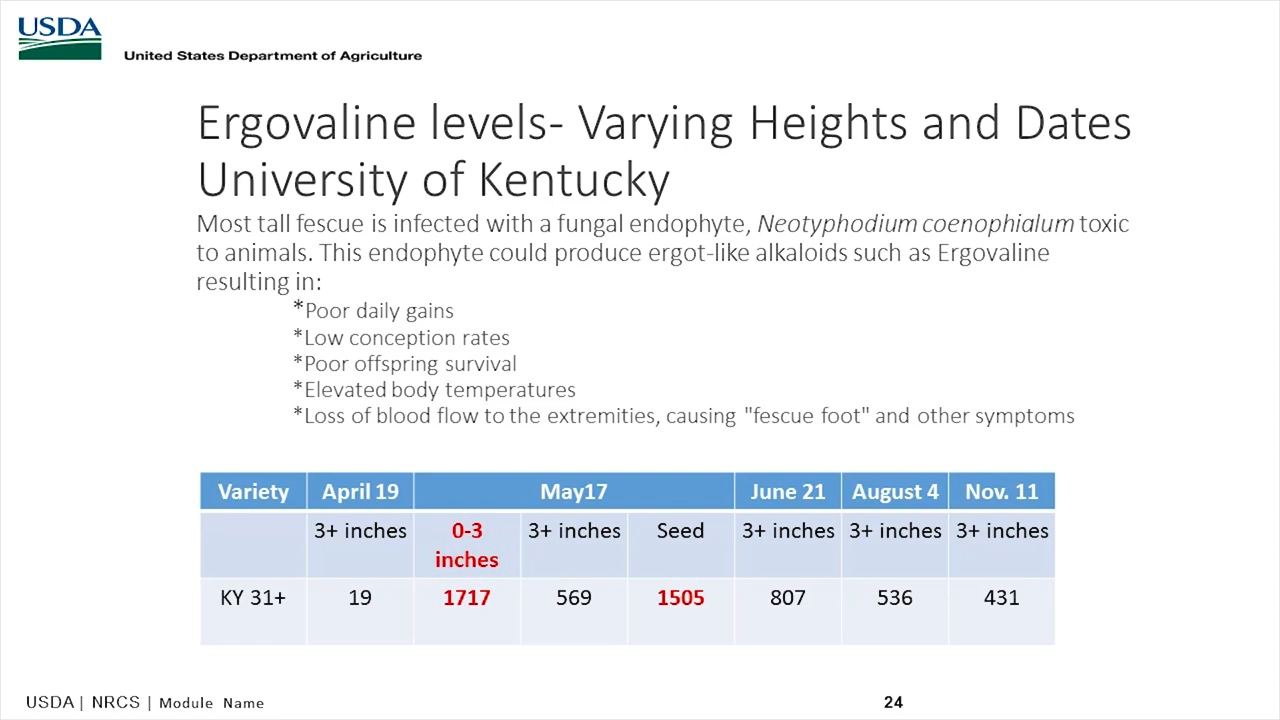 USDA
United States Department of Agriculture
Ergovaline levels- Varying Heights and Dates
University of Kentucky
Most tall fescue is infected with a fungal endophyte, Neotyphodium coenophialum toxic
to animals. This endophyte could produce ergot-like alkaloids such as Ergovaline
resulting in:
*Poor daily gains
*Low conception rates
*Poor offspring survival
*Elevated body temperatures
*Loss of blood flow to the extremities, causing "fescue foot" and other symptoms
Variety April 19 May17 June 21 August 4 Nov. 11
3+ inches 0-3 3+ inches Seed 3+ inches 3+ inches 3+ inches
inches
KY 31+ 19 1717 569 1505 807 536 431
USDA | NRCS | Module Name 24